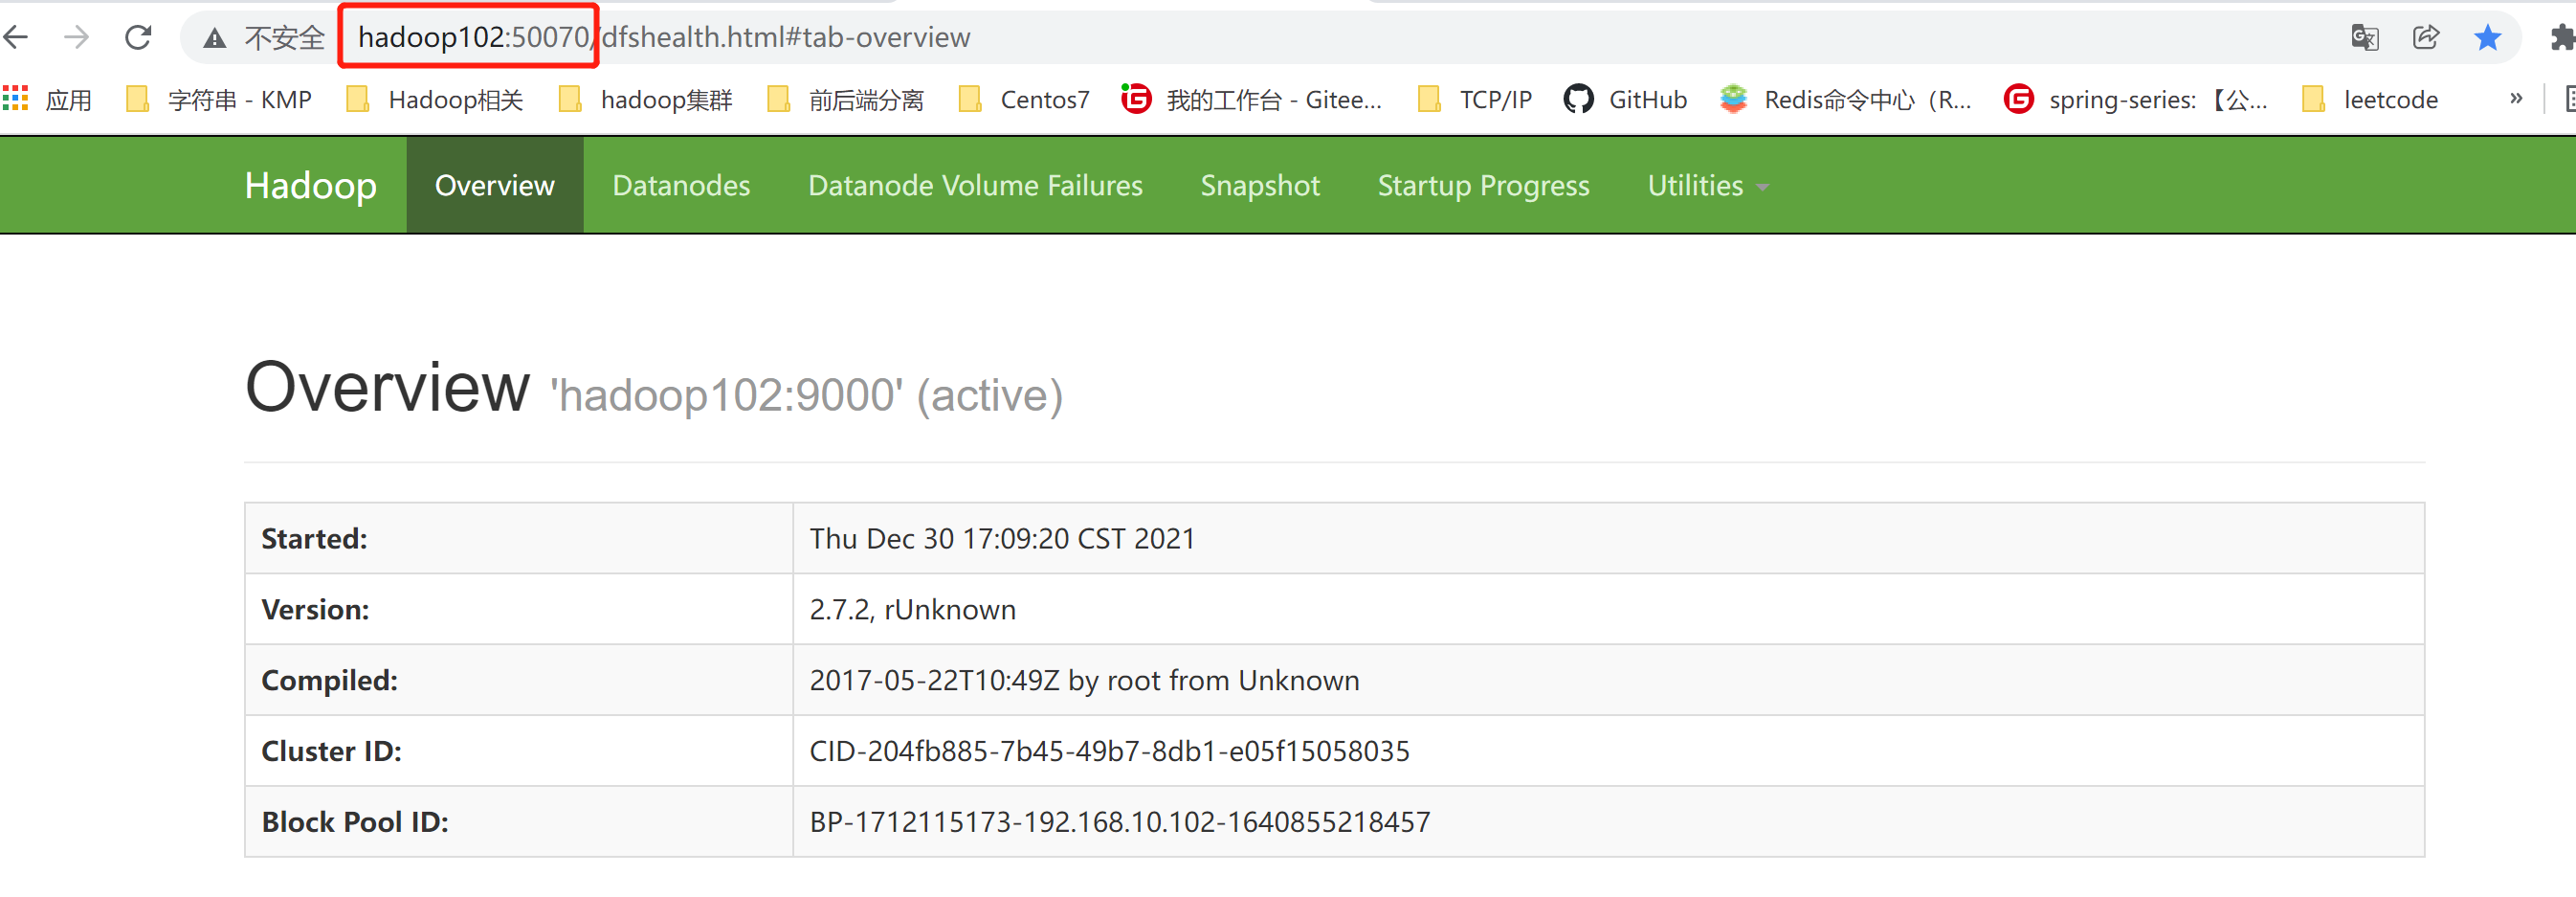 不安全 hadoop102:50070/dfshealth.html#tab-overview
应用 字符串 - KMP Hadoop相关 hadoop集群 前后端分离 Centos7 我的工作台 - Gitee... TCP/IP GitHub Redis命令中心（R... spring-series: 【公... leetcode »
Hadoop Overview Datanodes Datanode Volume Failures Snapshot Startup Progress Utilities
Overview 'hadoop102:9000' (active)
Started: Thu Dec 30 17:09:20 CST 2021
Version: 2.7.2, rUnknown
Compiled: 2017-05-22T10:49Z by root from Unknown
Cluster ID: CID-204fb885-7b45-49b7-8db1-e05f15058035
Block Pool ID: BP-1712115173-192.168.10.102-1640855218457